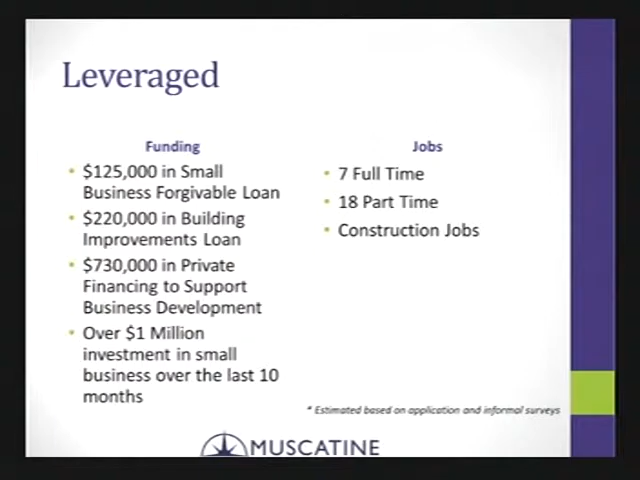 Leveraged
Funding
• $125,000 in Small
Business Forgivable Loan
• $220,000 in Building
Improvements Loan
• $730,000 in Private
Financing to Support
Business Development
• Over $1 Million
investment in small
business over the last 10
months
Jobs
• 7 Full Time
• 18 Part Time
• Construction Jobs
* Estimated based on application and informal surveys
MUSCATINE